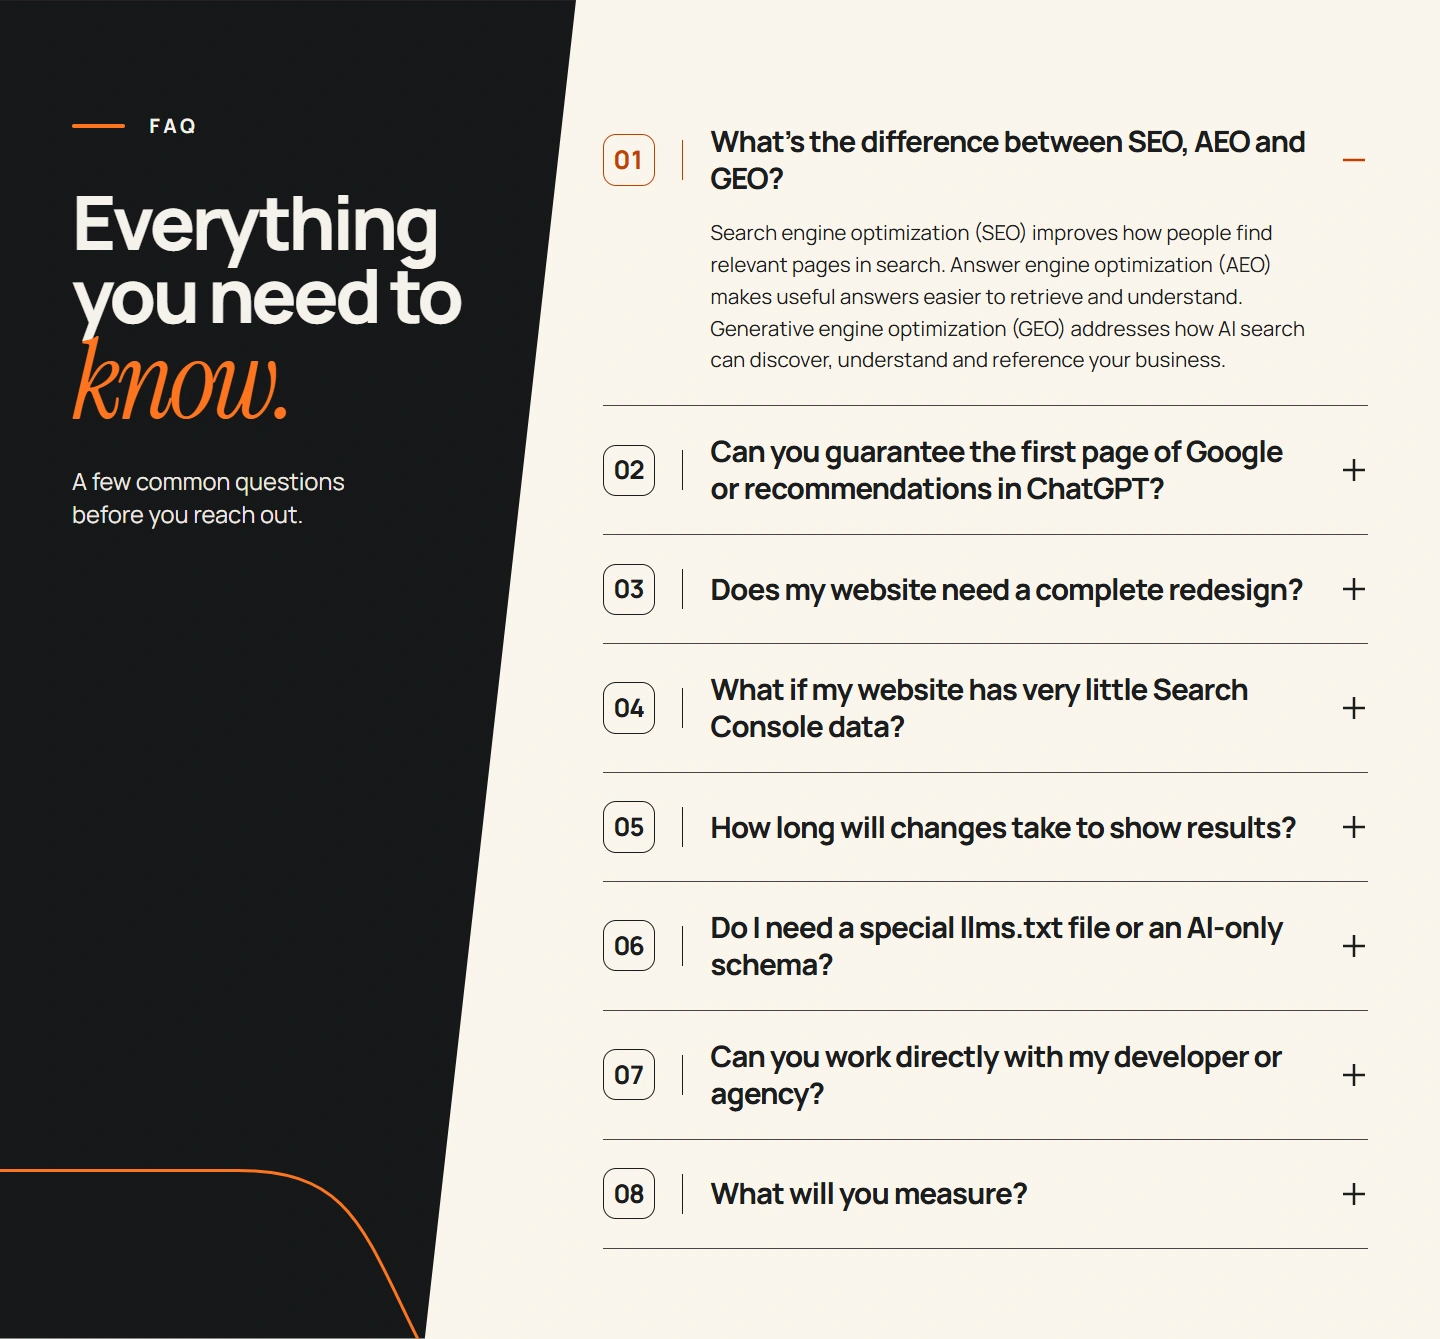 FAQ
Everything
you need to
know.
A few common questions
before you reach out.
01
What’s the difference between SEO, AEO and
GEO?
Search engine optimization (SEO) improves how people find
relevant pages in search. Answer engine optimization (AEO)
makes useful answers easier to retrieve and understand.
Generative engine optimization (GEO) addresses how AI search
can discover, understand and reference your business.
02
Can you guarantee the first page of Google
or recommendations in ChatGPT?
03
Does my website need a complete redesign?
04
What if my website has very little Search
Console data?
05
How long will changes take to show results?
06
Do I need a special llms.txt file or an AI-only
schema?
07
Can you work directly with my developer or
agency?
08
What will you measure?